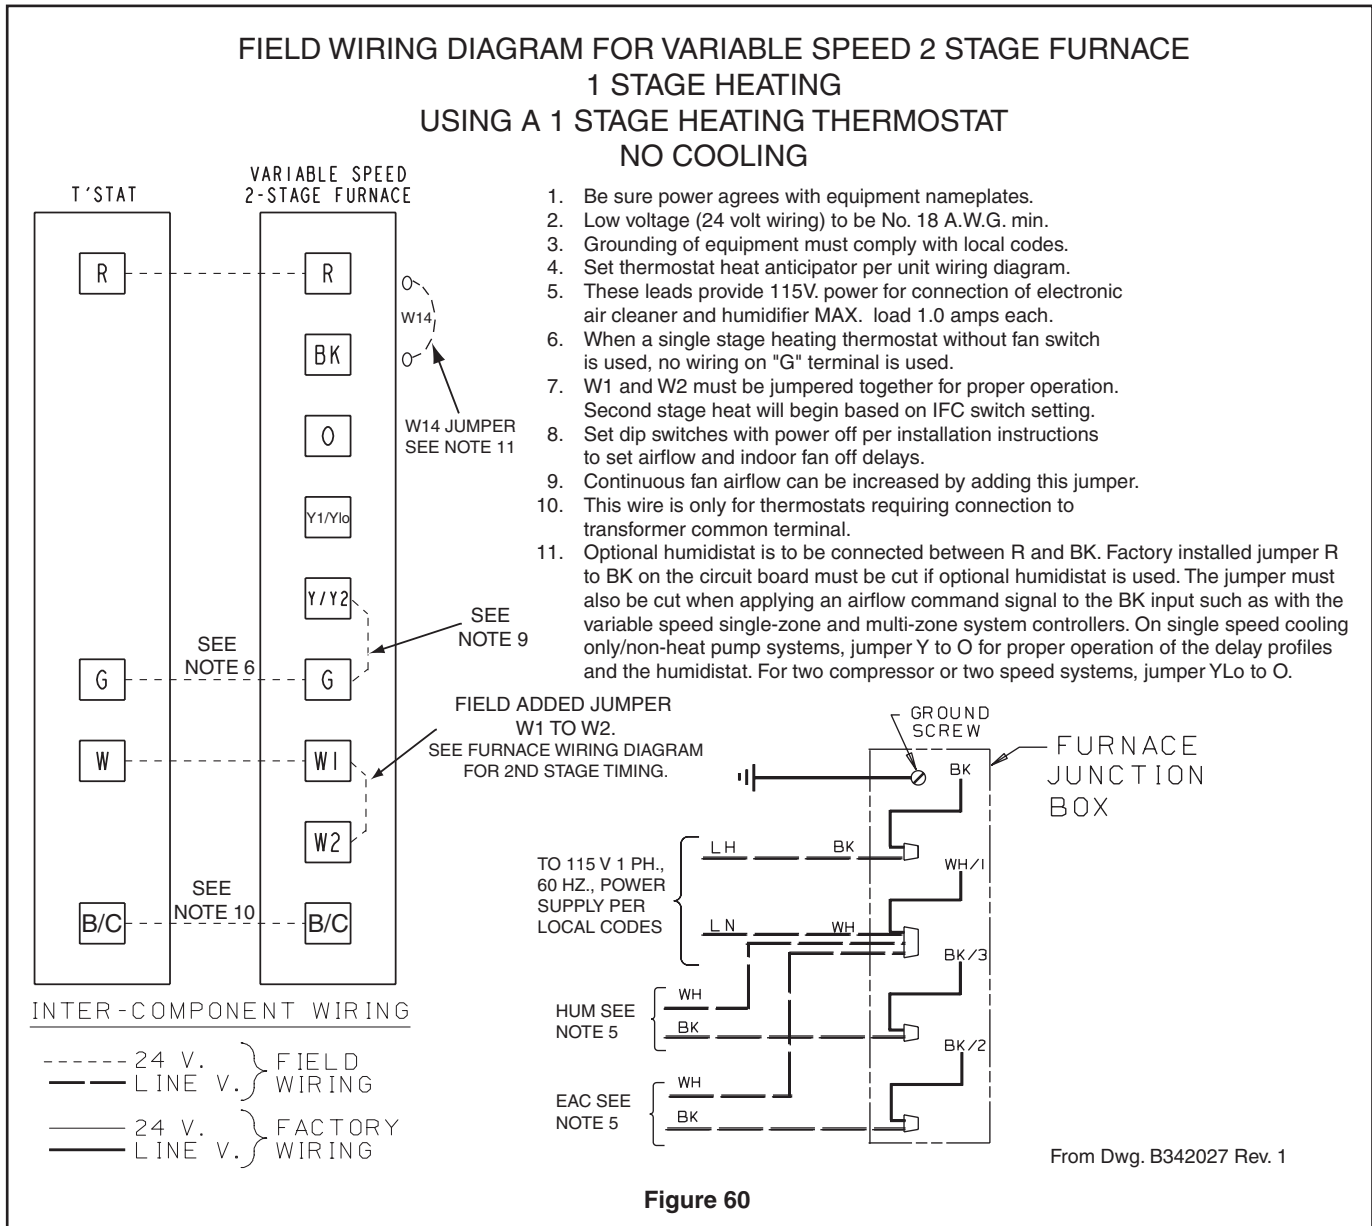 FIELD WIRING DIAGRAM FOR VARIABLE SPEED 2 STAGE FURNACE
1 STAGE HEATING
USING A 1 STAGE HEATING THERMOSTAT
NO COOLING
T'STAT
VARIABLE SPEED
2-STAGE FURNACE
R
R
BK
O
Y1/Ylo
Y/Y2
G
G
W
W1
W2
B/C
B/C
W14
W14 JUMPER
SEE NOTE 11
SEE
NOTE 9
SEE
NOTE 6
FIELD ADDED JUMPER
W1 TO W2.
SEE FURNACE WIRING DIAGRAM
FOR 2ND STAGE TIMING.
SEE
NOTE 10
1. Be sure power agrees with equipment nameplates.
2. Low voltage (24 volt wiring) to be No. 18 A.W.G. min.
3. Grounding of equipment must comply with local codes.
4. Set thermostat heat anticipator per unit wiring diagram.
5. These leads provide 115V. power for connection of electronic
air cleaner and humidifier MAX. load 1.0 amps each.
6. When a single stage heating thermostat without fan switch
is used, no wiring on "G" terminal is used.
7. W1 and W2 must be jumpered together for proper operation.
Second stage heat will begin based on IFC switch setting.
8. Set dip switches with power off per installation instructions
to set airflow and indoor fan off delays.
9. Continuous fan airflow can be increased by adding this jumper.
10. This wire is only for thermostats requiring connection to
transformer common terminal.
11. Optional humidistat is to be connected between R and BK. Factory installed jumper R
to BK on the circuit board must be cut if optional humidistat is used. The jumper must
also be cut when applying an airflow command signal to the BK input such as with the
variable speed single-zone and multi-zone system controllers. On single speed cooling
only/non-heat pump systems, jumper Y to O for proper operation of the delay profiles
and the humidistat. For two compressor or two speed systems, jumper YLo to O.
GROUND
SCREW
FURNACE
JUNCTION
BOX
BK
TO 115 V 1 PH.,
60 HZ., POWER
SUPPLY PER
LOCAL CODES
LH
BK
WH/1
LN
WH
BK/3
HUM SEE
NOTE 5
WH
BK
BK/2
EAC SEE
NOTE 5
WH
BK
INTER-COMPONENT WIRING
24 V.
LINE V.
FIELD
WIRING
24 V.
LINE V.
FACTORY
WIRING
From Dwg. B342027 Rev. 1
Figure 60